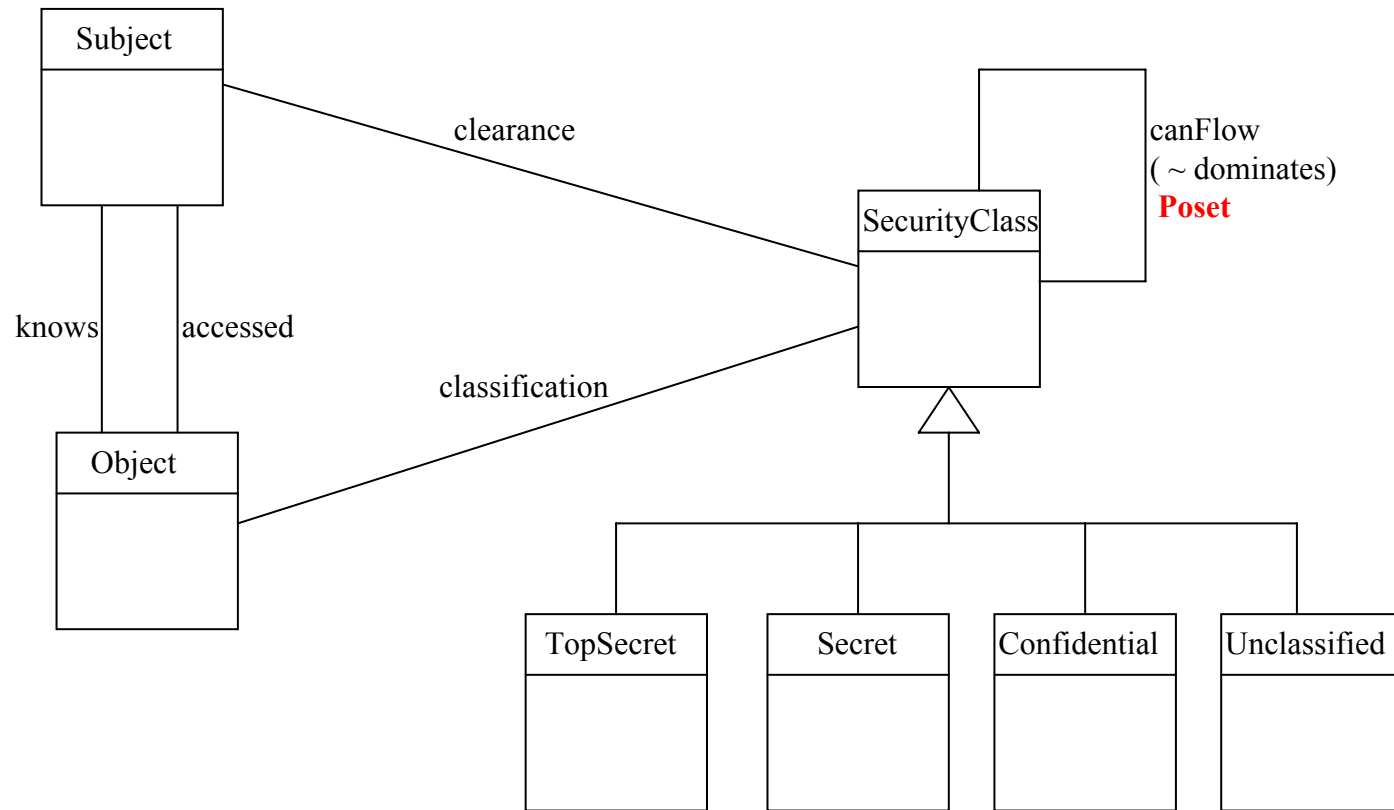 Subject
clearance
canFlow
( ~ dominates)
Poset
SecurityClass
knows
accessed
classification
Object
TopSecret
Secret
Confidential
Unclassified